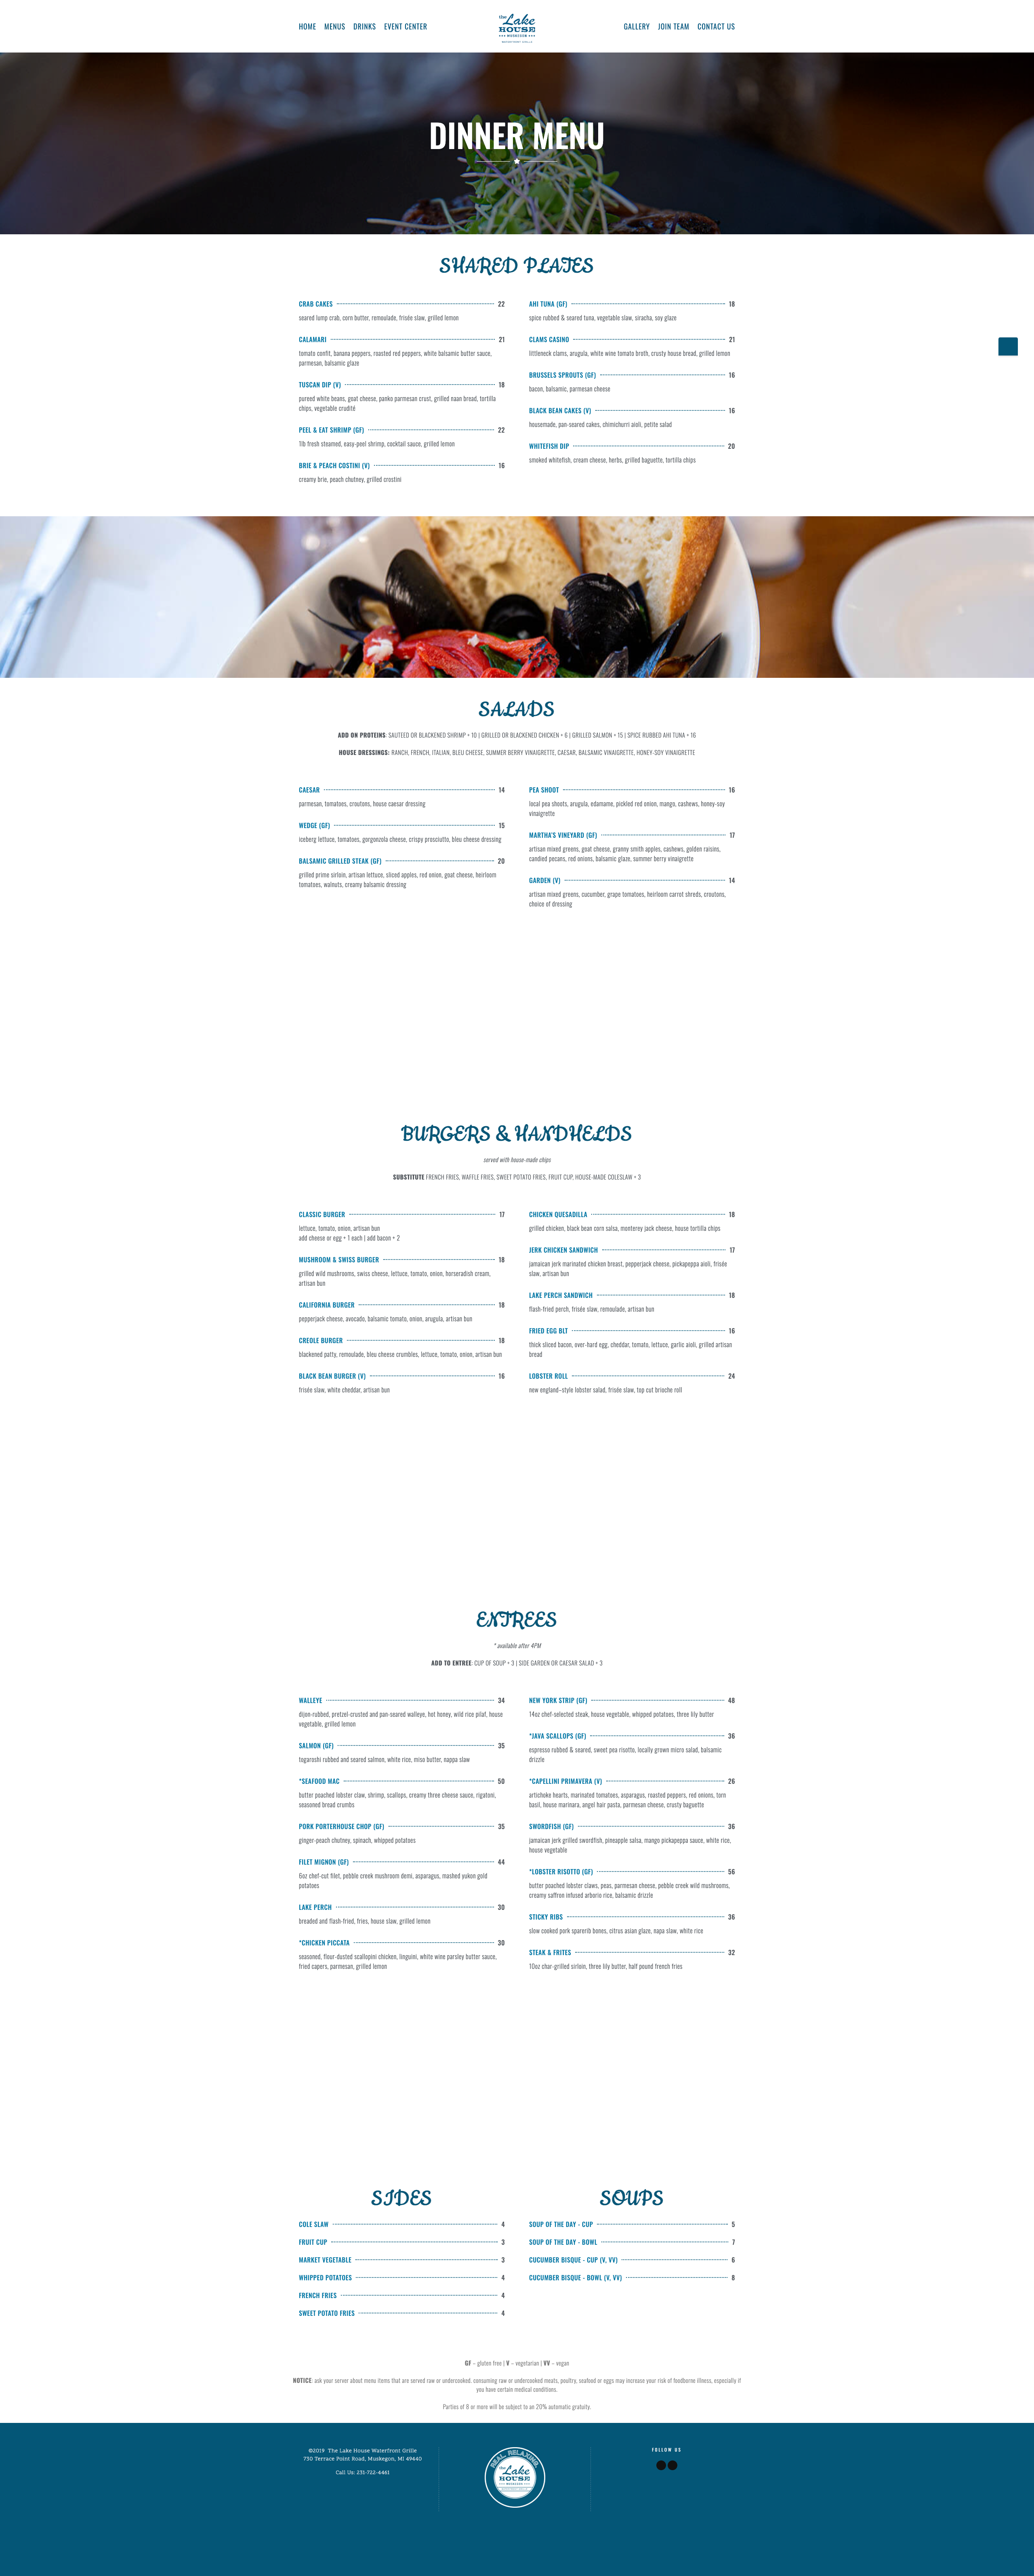 HOME MENUS DRINKS EVENT CENTER
the Lake HOUSE
MUSKEGON
WATERFRONT GRILLE
GALLERY JOIN TEAM CONTACT US
DINNER MENU
SHARED PLATES
CRAB CAKES 22
seared lump crab, corn butter, remoulade, frisée slaw, grilled lemon
CALAMARI 21
tomato confit, banana peppers, roasted red peppers, white balsamic butter sauce,
parmesan, balsamic glaze
TUSCAN DIP (V) 18
pureed white beans, goat cheese, panko parmesan crust, grilled naan bread, tortilla
chips, vegetable crudité
PEEL & EAT SHRIMP (GF) 22
1lb fresh steamed, easy-peel shrimp, cocktail sauce, grilled lemon
BRIE & PEACH COSTINI (V) 16
creamy brie, peach chutney, grilled crostini
AHI TUNA (GF) 18
spice rubbed & seared tuna, vegetable slaw, siracha, soy glaze
CLAMS CASINO 21
littleneck clams, arugula, white wine tomato broth, crusty house bread, grilled lemon
BRUSSELS SPROUTS (GF) 16
bacon, balsamic, parmesan cheese
BLACK BEAN CAKES (V) 16
housemade, pan-seared cakes, chimichurri aioli, petite salad
WHITEFISH DIP 20
smoked whitefish, cream cheese, herbs, grilled baguette, tortilla chips
SALADS
ADD ON PROTEINS: SAUTEED OR BLACKENED SHRIMP + 10 | GRILLED OR BLACKENED CHICKEN + 6 | GRILLED SALMON + 15 | SPICE RUBBED AHI TUNA + 16
HOUSE DRESSINGS: RANCH, FRENCH, ITALIAN, BLEU CHEESE, SUMMER BERRY VINAIGRETTE, CAESAR, BALSAMIC VINAIGRETTE, HONEY-SOY VINAIGRETTE
CAESAR 14
parmesan, tomatoes, croutons, house caesar dressing
WEDGE (GF) 15
iceberg lettuce, tomatoes, gorgonzola cheese, crispy prosciutto, bleu cheese dressing
BALSAMIC GRILLED STEAK (GF) 20
grilled prime sirloin, artisan lettuce, sliced apples, red onion, goat cheese, heirloom
tomatoes, walnuts, creamy balsamic dressing
PEA SHOOT 16
local pea shoots, arugula, edamame, pickled red onion, mango, cashews, honey-soy
vinaigrette
MARTHA'S VINEYARD (GF) 17
artisan mixed greens, goat cheese, granny smith apples, cashews, golden raisins,
candied pecans, red onions, balsamic glaze, summer berry vinaigrette
GARDEN (V) 14
artisan mixed greens, cucumber, grape tomatoes, heirloom carrot shreds, croutons,
choice of dressing
BURGERS & HANDHELDS
served with house-made chips
SUBSTITUTE FRENCH FRIES, WAFFLE FRIES, SWEET POTATO FRIES, FRUIT CUP, HOUSE-MADE COLESLAW + 3
CLASSIC BURGER 17
lettuce, tomato, onion, artisan bun
add cheese or egg + 1 each | add bacon + 2
MUSHROOM & SWISS BURGER 18
grilled wild mushrooms, swiss cheese, lettuce, tomato, onion, horseradish cream,
artisan bun
CALIFORNIA BURGER 18
pepperjack cheese, avocado, balsamic tomato, onion, arugula, artisan bun
CREOLE BURGER 18
blackened patty, remoulade, bleu cheese crumbles, lettuce, tomato, onion, artisan bun
BLACK BEAN BURGER (V) 16
frisée slaw, white cheddar, artisan bun
CHICKEN QUESADILLA 18
grilled chicken, black bean corn salsa, monterey jack cheese, house tortilla chips
JERK CHICKEN SANDWICH 17
jamaican jerk marinated chicken breast, pepperjack cheese, pickapeppa aioli, frisée
slaw, artisan bun
LAKE PERCH SANDWICH 18
flash-fried perch, frisée slaw, remoulade, artisan bun
FRIED EGG BLT 16
thick sliced bacon, over-hard egg, cheddar, tomato, lettuce, garlic aioli, grilled artisan
bread
LOBSTER ROLL 24
new england–style lobster salad, frisée slaw, top cut brioche roll
ENTREES
* available after 4PM
ADD TO ENTREE: CUP OF SOUP + 3 | SIDE GARDEN OR CAESAR SALAD + 3
WALLEYE 34
dijon-rubbed, pretzel-crusted and pan-seared walleye, hot honey, wild rice pilaf, house
vegetable, grilled lemon
SALMON (GF) 35
togaroshi rubbed and seared salmon, white rice, miso butter, nappa slaw
*SEAFOOD MAC 50
butter poached lobster claw, shrimp, scallops, creamy three cheese sauce, rigatoni,
seasoned bread crumbs
PORK PORTERHOUSE CHOP (GF) 35
ginger-peach chutney, spinach, whipped potatoes
FILET MIGNON (GF) 44
6oz chef-cut filet, pebble creek mushroom demi, asparagus, mashed yukon gold
potatoes
LAKE PERCH 30
breaded and flash-fried, fries, house slaw, grilled lemon
*CHICKEN PICCATA 30
seasoned, flour-dusted scallopini chicken, linguini, white wine parsley butter sauce,
fried capers, parmesan, grilled lemon
NEW YORK STRIP (GF) 48
14oz chef-selected steak, house vegetable, whipped potatoes, three lily butter
*JAVA SCALLOPS (GF) 36
espresso rubbed & seared, sweet pea risotto, locally grown micro salad, balsamic
drizzle
*CAPELLINI PRIMAVERA (V) 26
artichoke hearts, marinated tomatoes, asparagus, roasted peppers, red onions, torn
basil, house marinara, angel hair pasta, parmesan cheese, crusty baguette
SWORDFISH (GF) 36
jamaican jerk grilled swordfish, pineapple salsa, mango pickapeppa sauce, white rice,
house vegetable
*LOBSTER RISOTTO (GF) 56
butter poached lobster claws, peas, parmesan cheese, pebble creek wild mushrooms,
creamy saffron infused arborio rice, balsamic drizzle
STICKY RIBS 36
slow cooked pork sparerib bones, citrus asian glaze, napa slaw, white rice
STEAK & FRITES 32
10oz char-grilled sirloin, three lily butter, half pound french fries
SIDES
COLE SLAW 4
FRUIT CUP 3
MARKET VEGETABLE 3
WHIPPED POTATOES 4
FRENCH FRIES 4
SWEET POTATO FRIES 4
SOUPS
SOUP OF THE DAY - CUP 5
SOUP OF THE DAY - BOWL 7
CUCUMBER BISQUE - CUP (V, VV) 6
CUCUMBER BISQUE - BOWL (V, VV) 8
GF – gluten free | V – vegetarian | VV – vegan
NOTICE: ask your server about menu items that are served raw or undercooked. consuming raw or undercooked meats, poultry, seafood or eggs may increase your risk of foodborne illness, especially if
you have certain medical conditions.
Parties of 8 or more will be subject to an 20% automatic gratuity.
©2019 The Lake House Waterfront Grille
730 Terrace Point Road, Muskegon, MI 49440
Call Us: 231-722-4461
REAL. RELAXING.
the Lake HOUSE
MUSKEGON
FOLLOW US